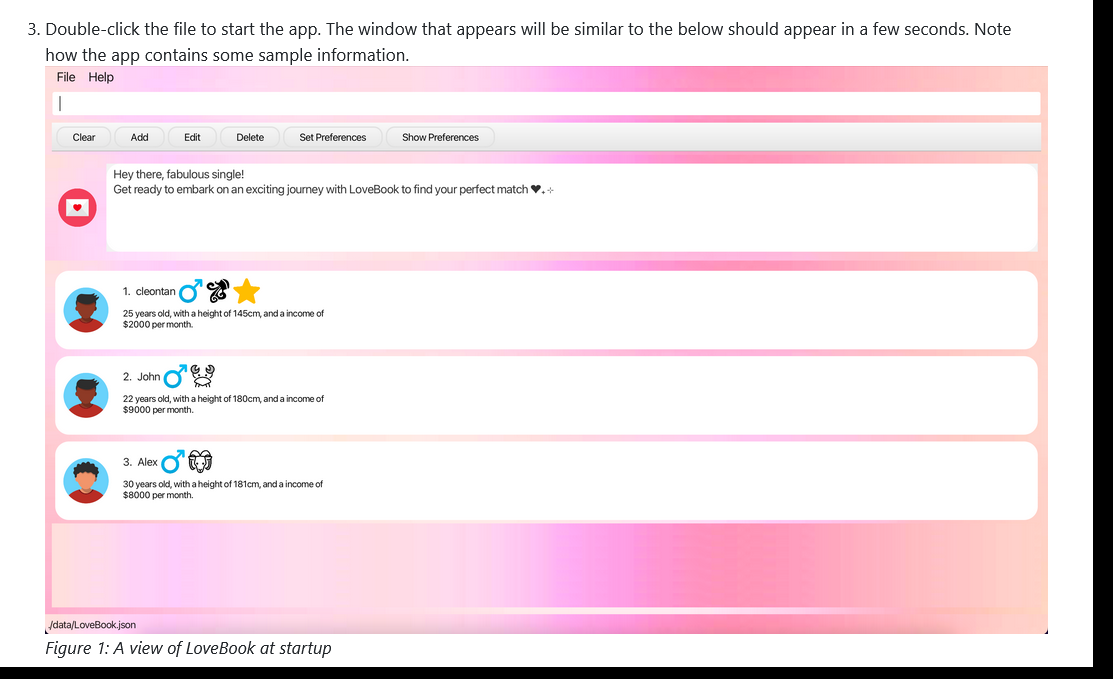 3. Double-click the file to start the app. The window that appears will be similar to the below should appear in a few seconds. Note
how the app contains some sample information.
File Help
Clear Add Edit Delete Set Preferences Show Preferences
Hey there, fabulous single!
Get ready to embark on an exciting journey with LoveBook to find your perfect match ♥₊⊹
1. cleontan
25 years old, with a height of 145cm, and a income of
$2000 per month.
2. John
22 years old, with a height of 180cm, and a income of
$9000 per month.
3. Alex
30 years old, with a height of 181cm, and a income of
$8000 per month.
./data/LoveBook.json
Figure 1: A view of LoveBook at startup